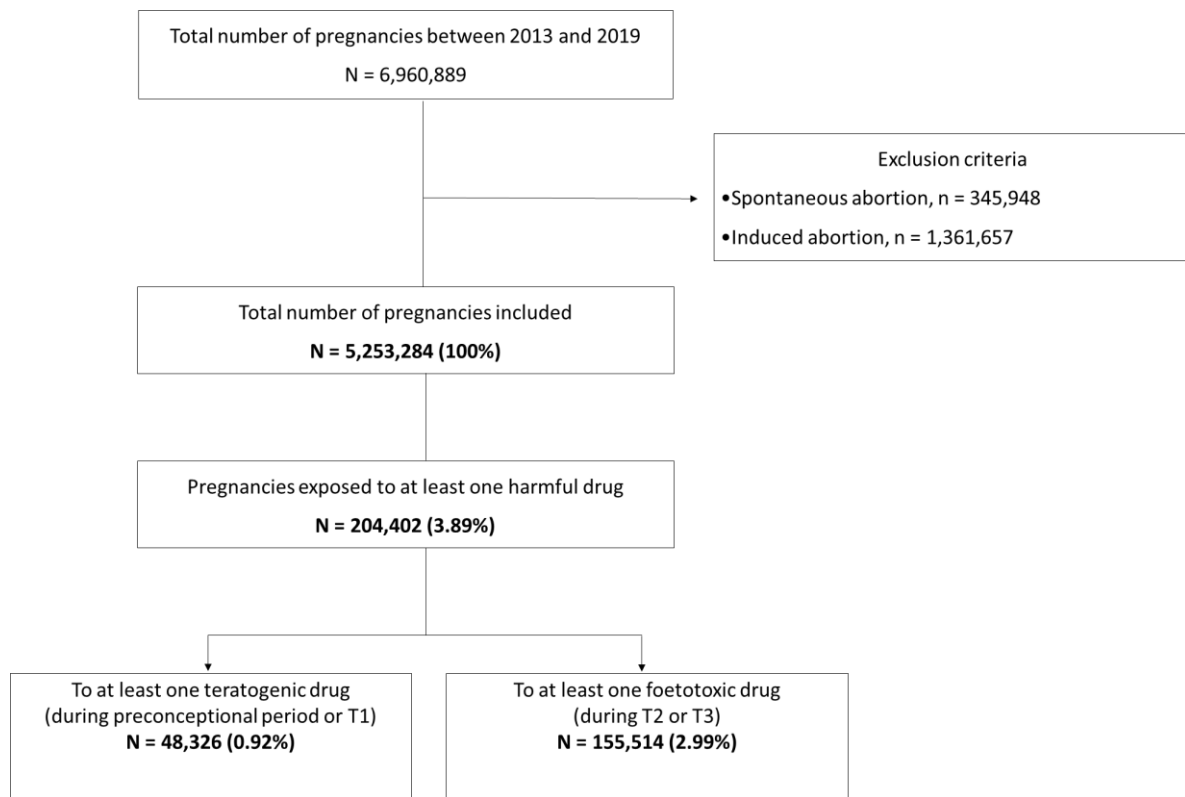 Total number of pregnancies between 2013 and 2019
N = 6,960,889
Exclusion criteria
•Spontaneous abortion, n = 345,948
•Induced abortion, n = 1,361,657
Total number of pregnancies included
N = 5,253,284 (100%)
Pregnancies exposed to at least one harmful drug
N = 204,402 (3.89%)
To at least one teratogenic drug
(during preconceptional period or T1)
N = 48,326 (0.92%)
To at least one foetotoxic drug
(during T2 or T3)
N = 155,514 (2.99%)